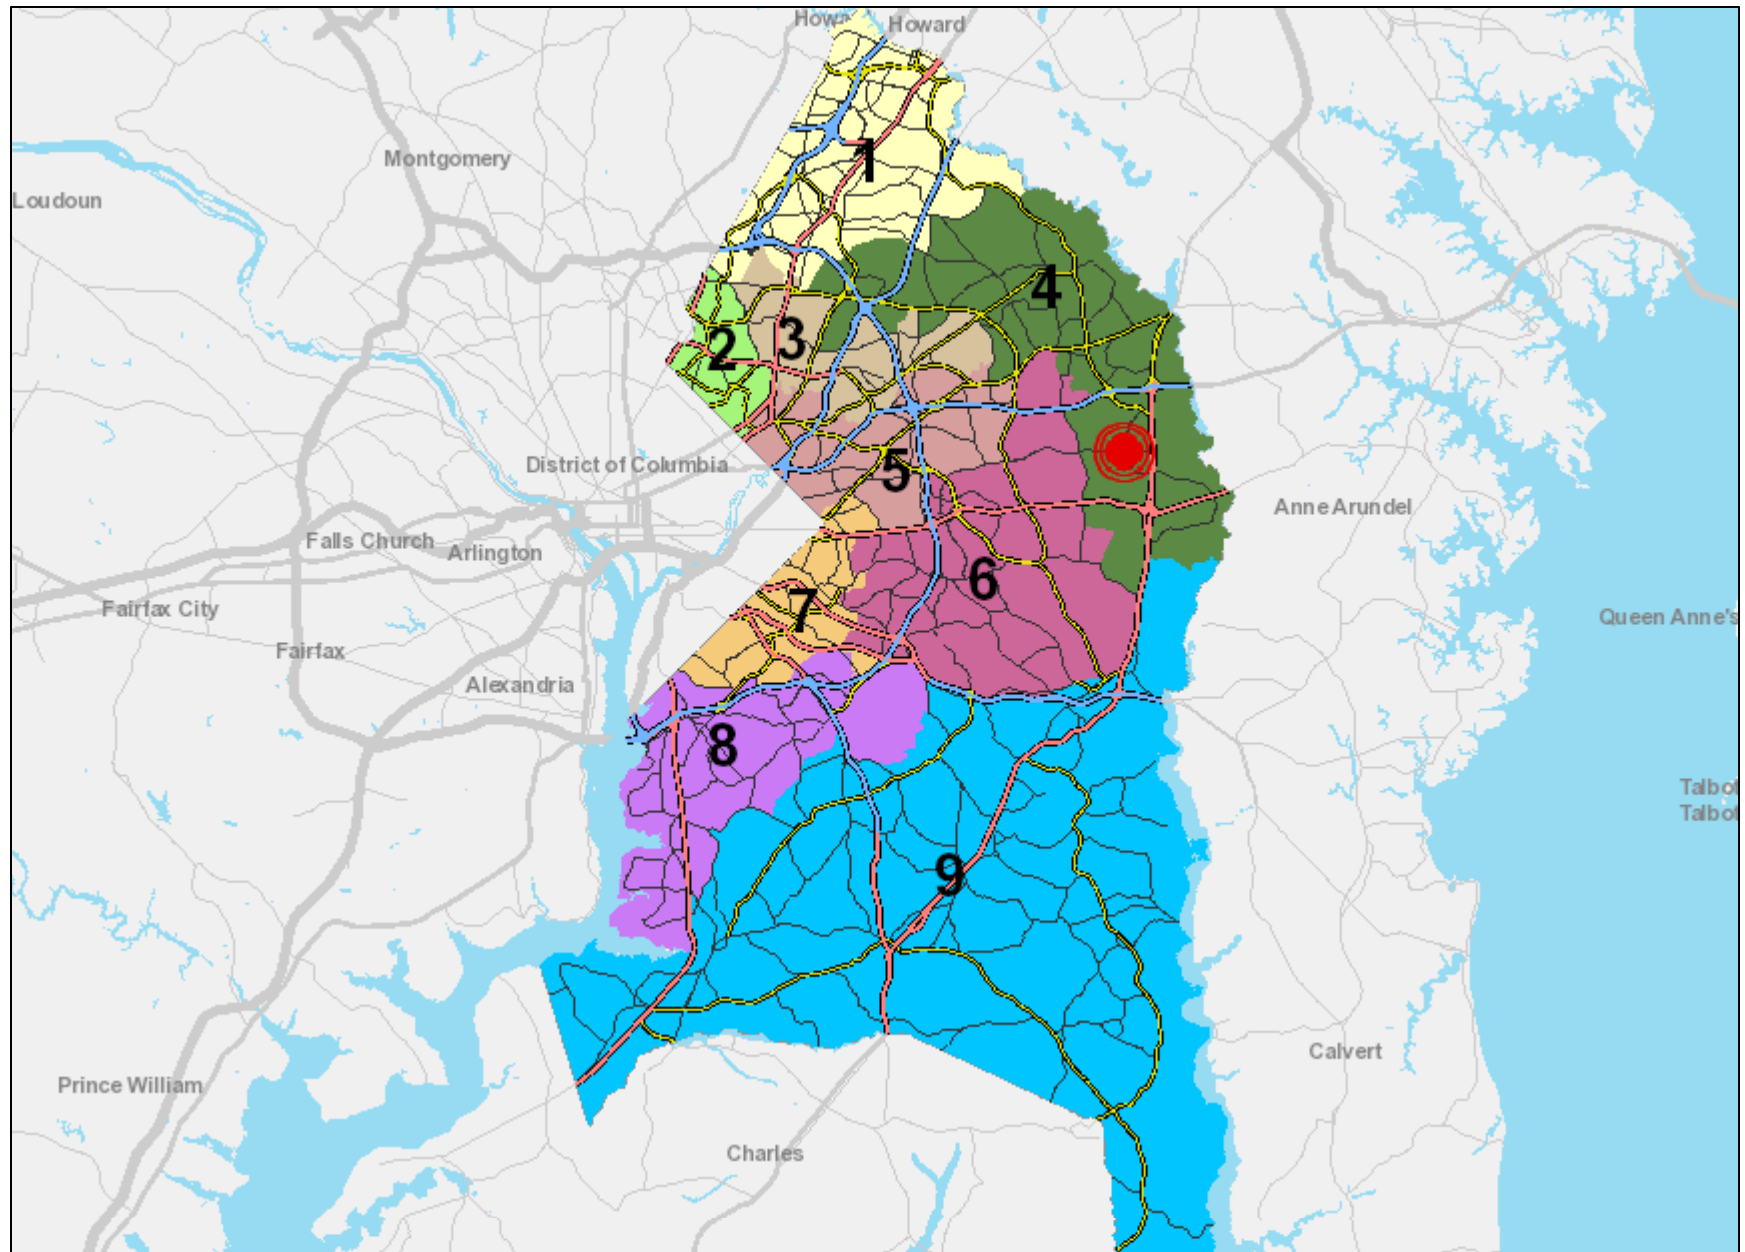 Howa
Howard
Montgomery
1
Loudoun
4
3
2
District of Columbia
5
Anne Arundel
Falls Church
Arlington
6
Fairfax City
7
Queen Anne's
Fairfax
Alexandria
8
Talbot
Talbot
9
Calvert
Prince William
Charles